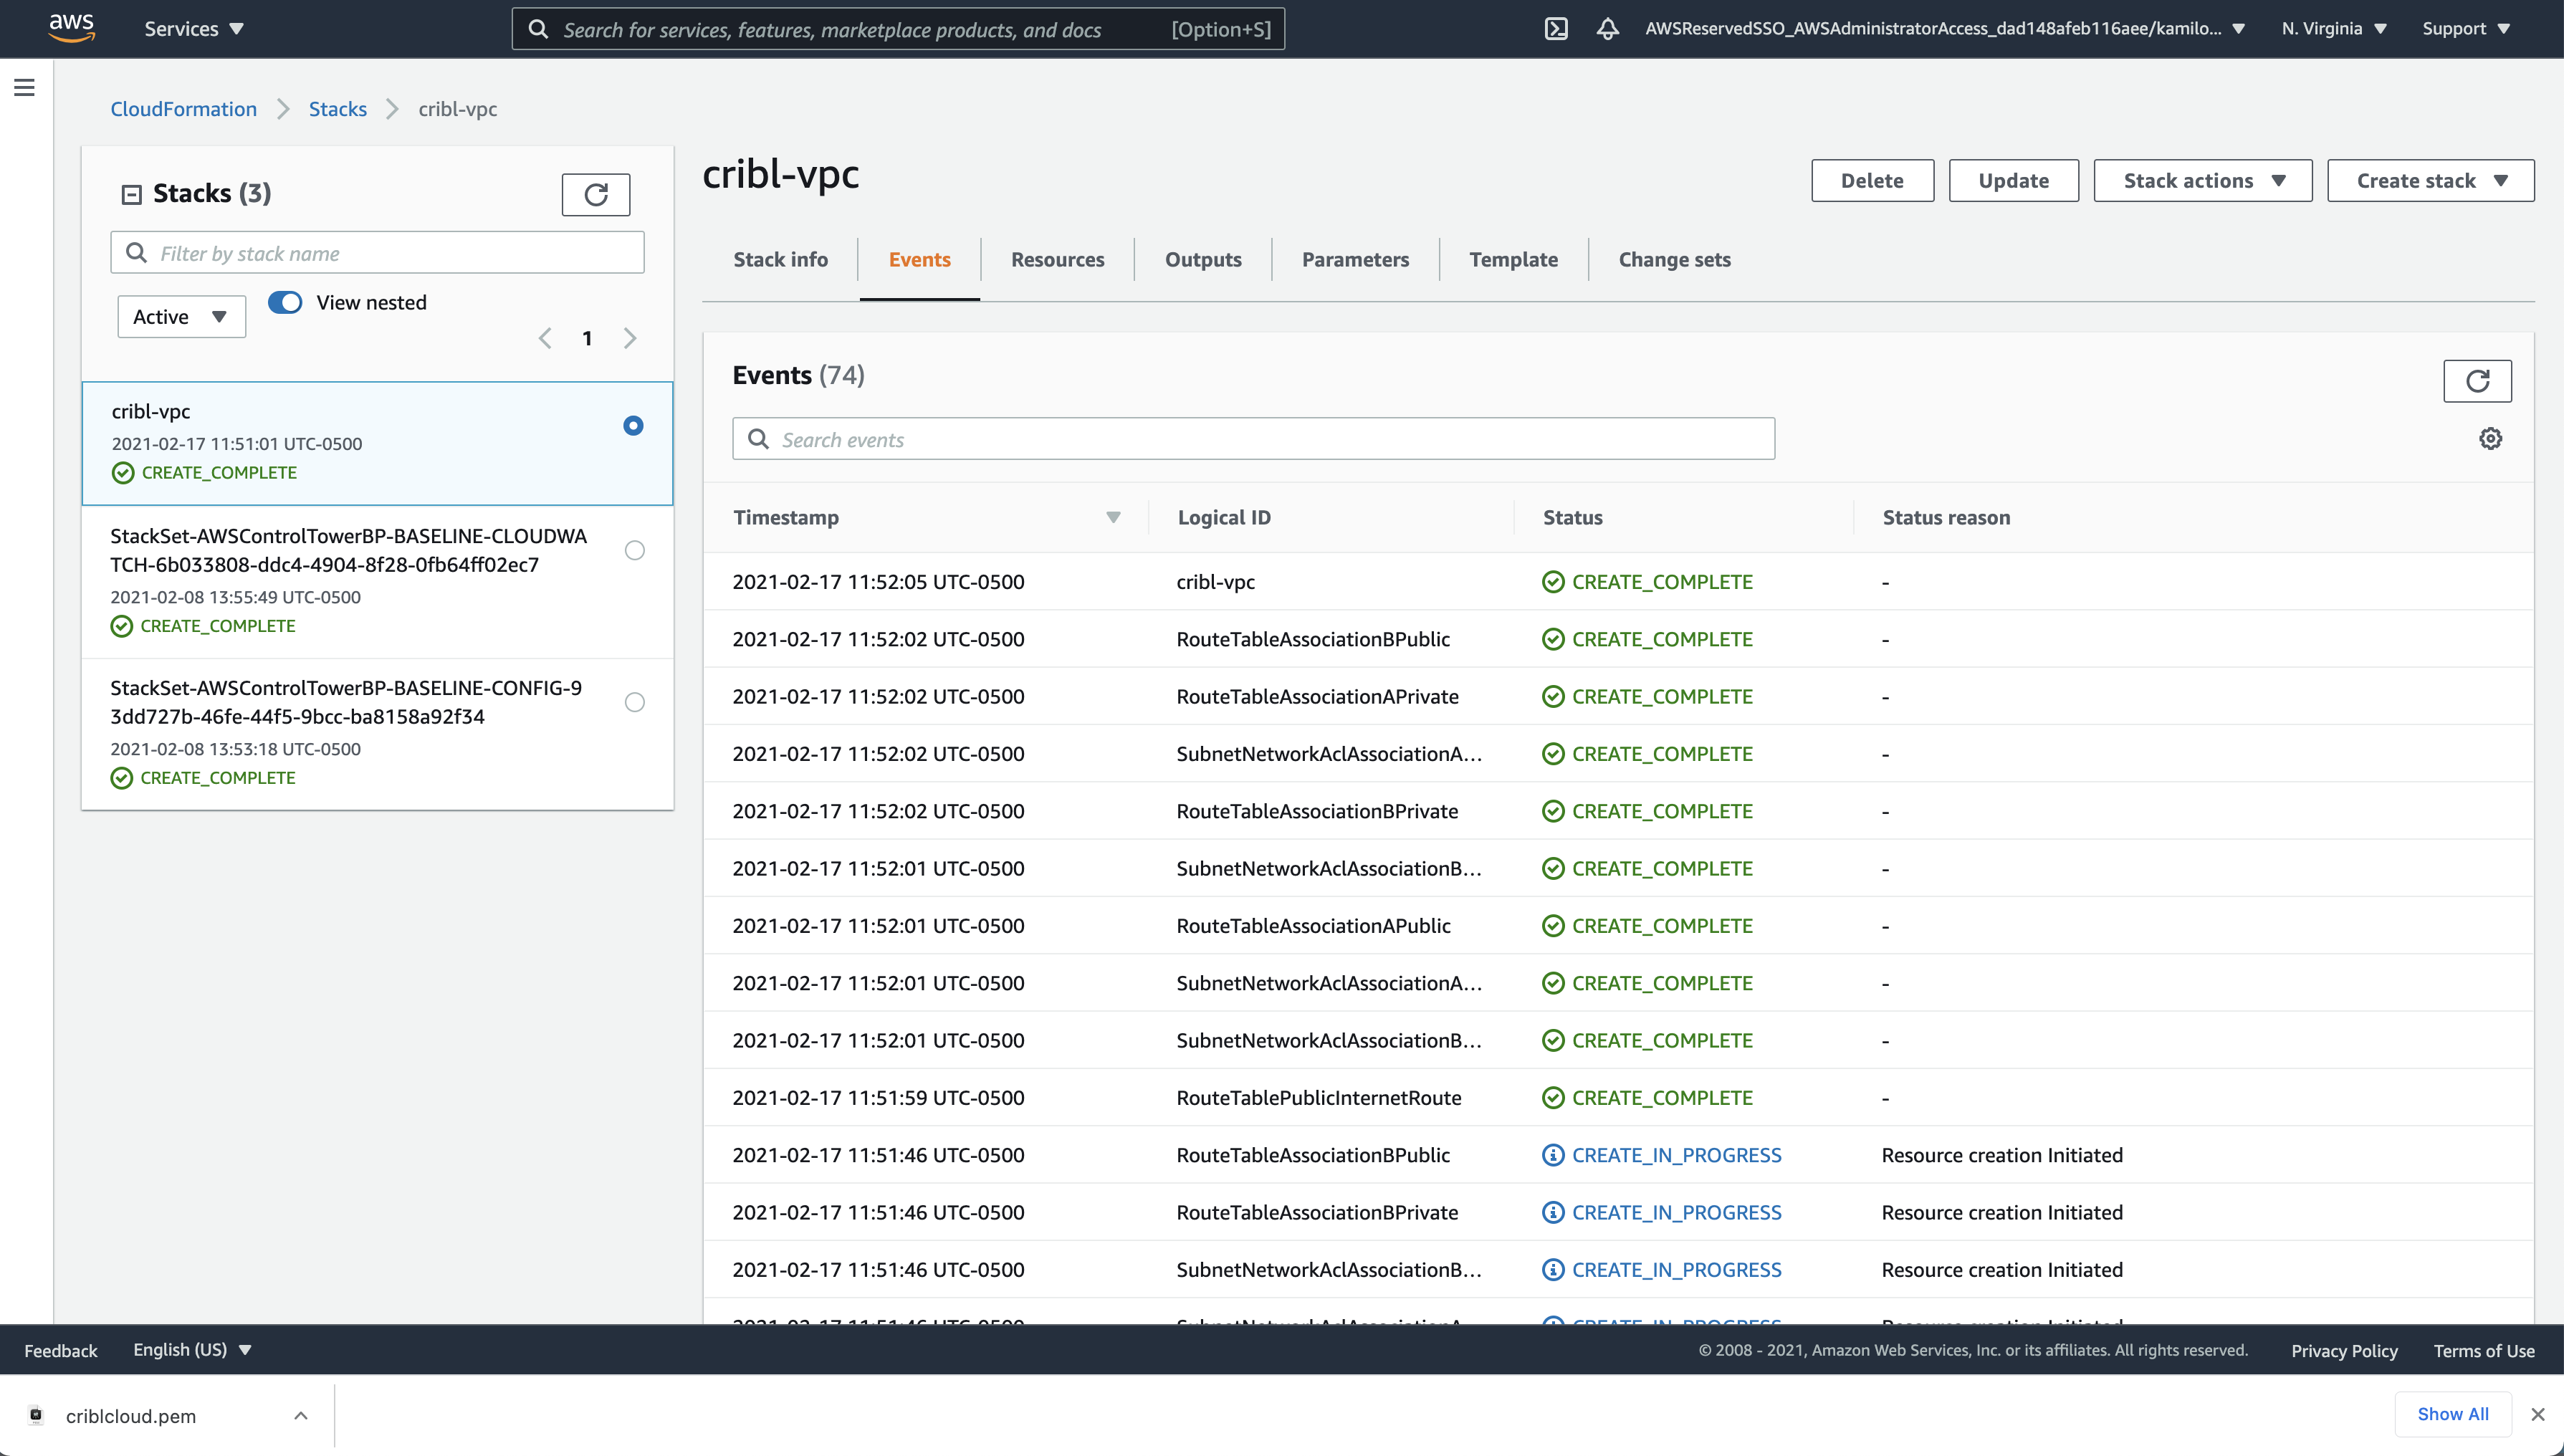 aws
Services
Search for services, features, marketplace products, and docs [Option+S]
AWSReservedSSO_AWSAdministratorAccess_dad148afeb116aee/kamilo...
N. Virginia
Support
CloudFormation
Stacks
cribl-vpc
Stacks (3)
Filter by stack name
Active
View nested
1
cribl-vpc
2021-02-17 11:51:01 UTC-0500
CREATE_COMPLETE
StackSet-AWSControlTowerBP-BASELINE-CLOUDWA
TCH-6b033808-ddc4-4904-8f28-0fb64ff02ec7
2021-02-08 13:55:49 UTC-0500
CREATE_COMPLETE
StackSet-AWSControlTowerBP-BASELINE-CONFIG-9
3dd727b-46fe-44f5-9bcc-ba8158a92f34
2021-02-08 13:53:18 UTC-0500
CREATE_COMPLETE
cribl-vpc
Delete
Update
Stack actions
Create stack
Stack info
Events
Resources
Outputs
Parameters
Template
Change sets
Events (74)
Search events
Timestamp Logical ID Status Status reason
2021-02-17 11:52:05 UTC-0500 cribl-vpc CREATE_COMPLETE -
2021-02-17 11:52:02 UTC-0500 RouteTableAssociationBPublic CREATE_COMPLETE -
2021-02-17 11:52:02 UTC-0500 RouteTableAssociationAPrivate CREATE_COMPLETE -
2021-02-17 11:52:02 UTC-0500 SubnetNetworkAclAssociationA... CREATE_COMPLETE -
2021-02-17 11:52:02 UTC-0500 RouteTableAssociationBPrivate CREATE_COMPLETE -
2021-02-17 11:52:01 UTC-0500 SubnetNetworkAclAssociationB... CREATE_COMPLETE -
2021-02-17 11:52:01 UTC-0500 RouteTableAssociationAPublic CREATE_COMPLETE -
2021-02-17 11:52:01 UTC-0500 SubnetNetworkAclAssociationA... CREATE_COMPLETE -
2021-02-17 11:52:01 UTC-0500 SubnetNetworkAclAssociationB... CREATE_COMPLETE -
2021-02-17 11:51:59 UTC-0500 RouteTablePublicInternetRoute CREATE_COMPLETE -
2021-02-17 11:51:46 UTC-0500 RouteTableAssociationBPublic CREATE_IN_PROGRESS Resource creation Initiated
2021-02-17 11:51:46 UTC-0500 RouteTableAssociationBPrivate CREATE_IN_PROGRESS Resource creation Initiated
2021-02-17 11:51:46 UTC-0500 SubnetNetworkAclAssociationB... CREATE_IN_PROGRESS Resource creation Initiated
Feedback
English (US)
© 2008 - 2021, Amazon Web Services, Inc. or its affiliates. All rights reserved.
Privacy Policy
Terms of Use
criblcloud.pem
Show All